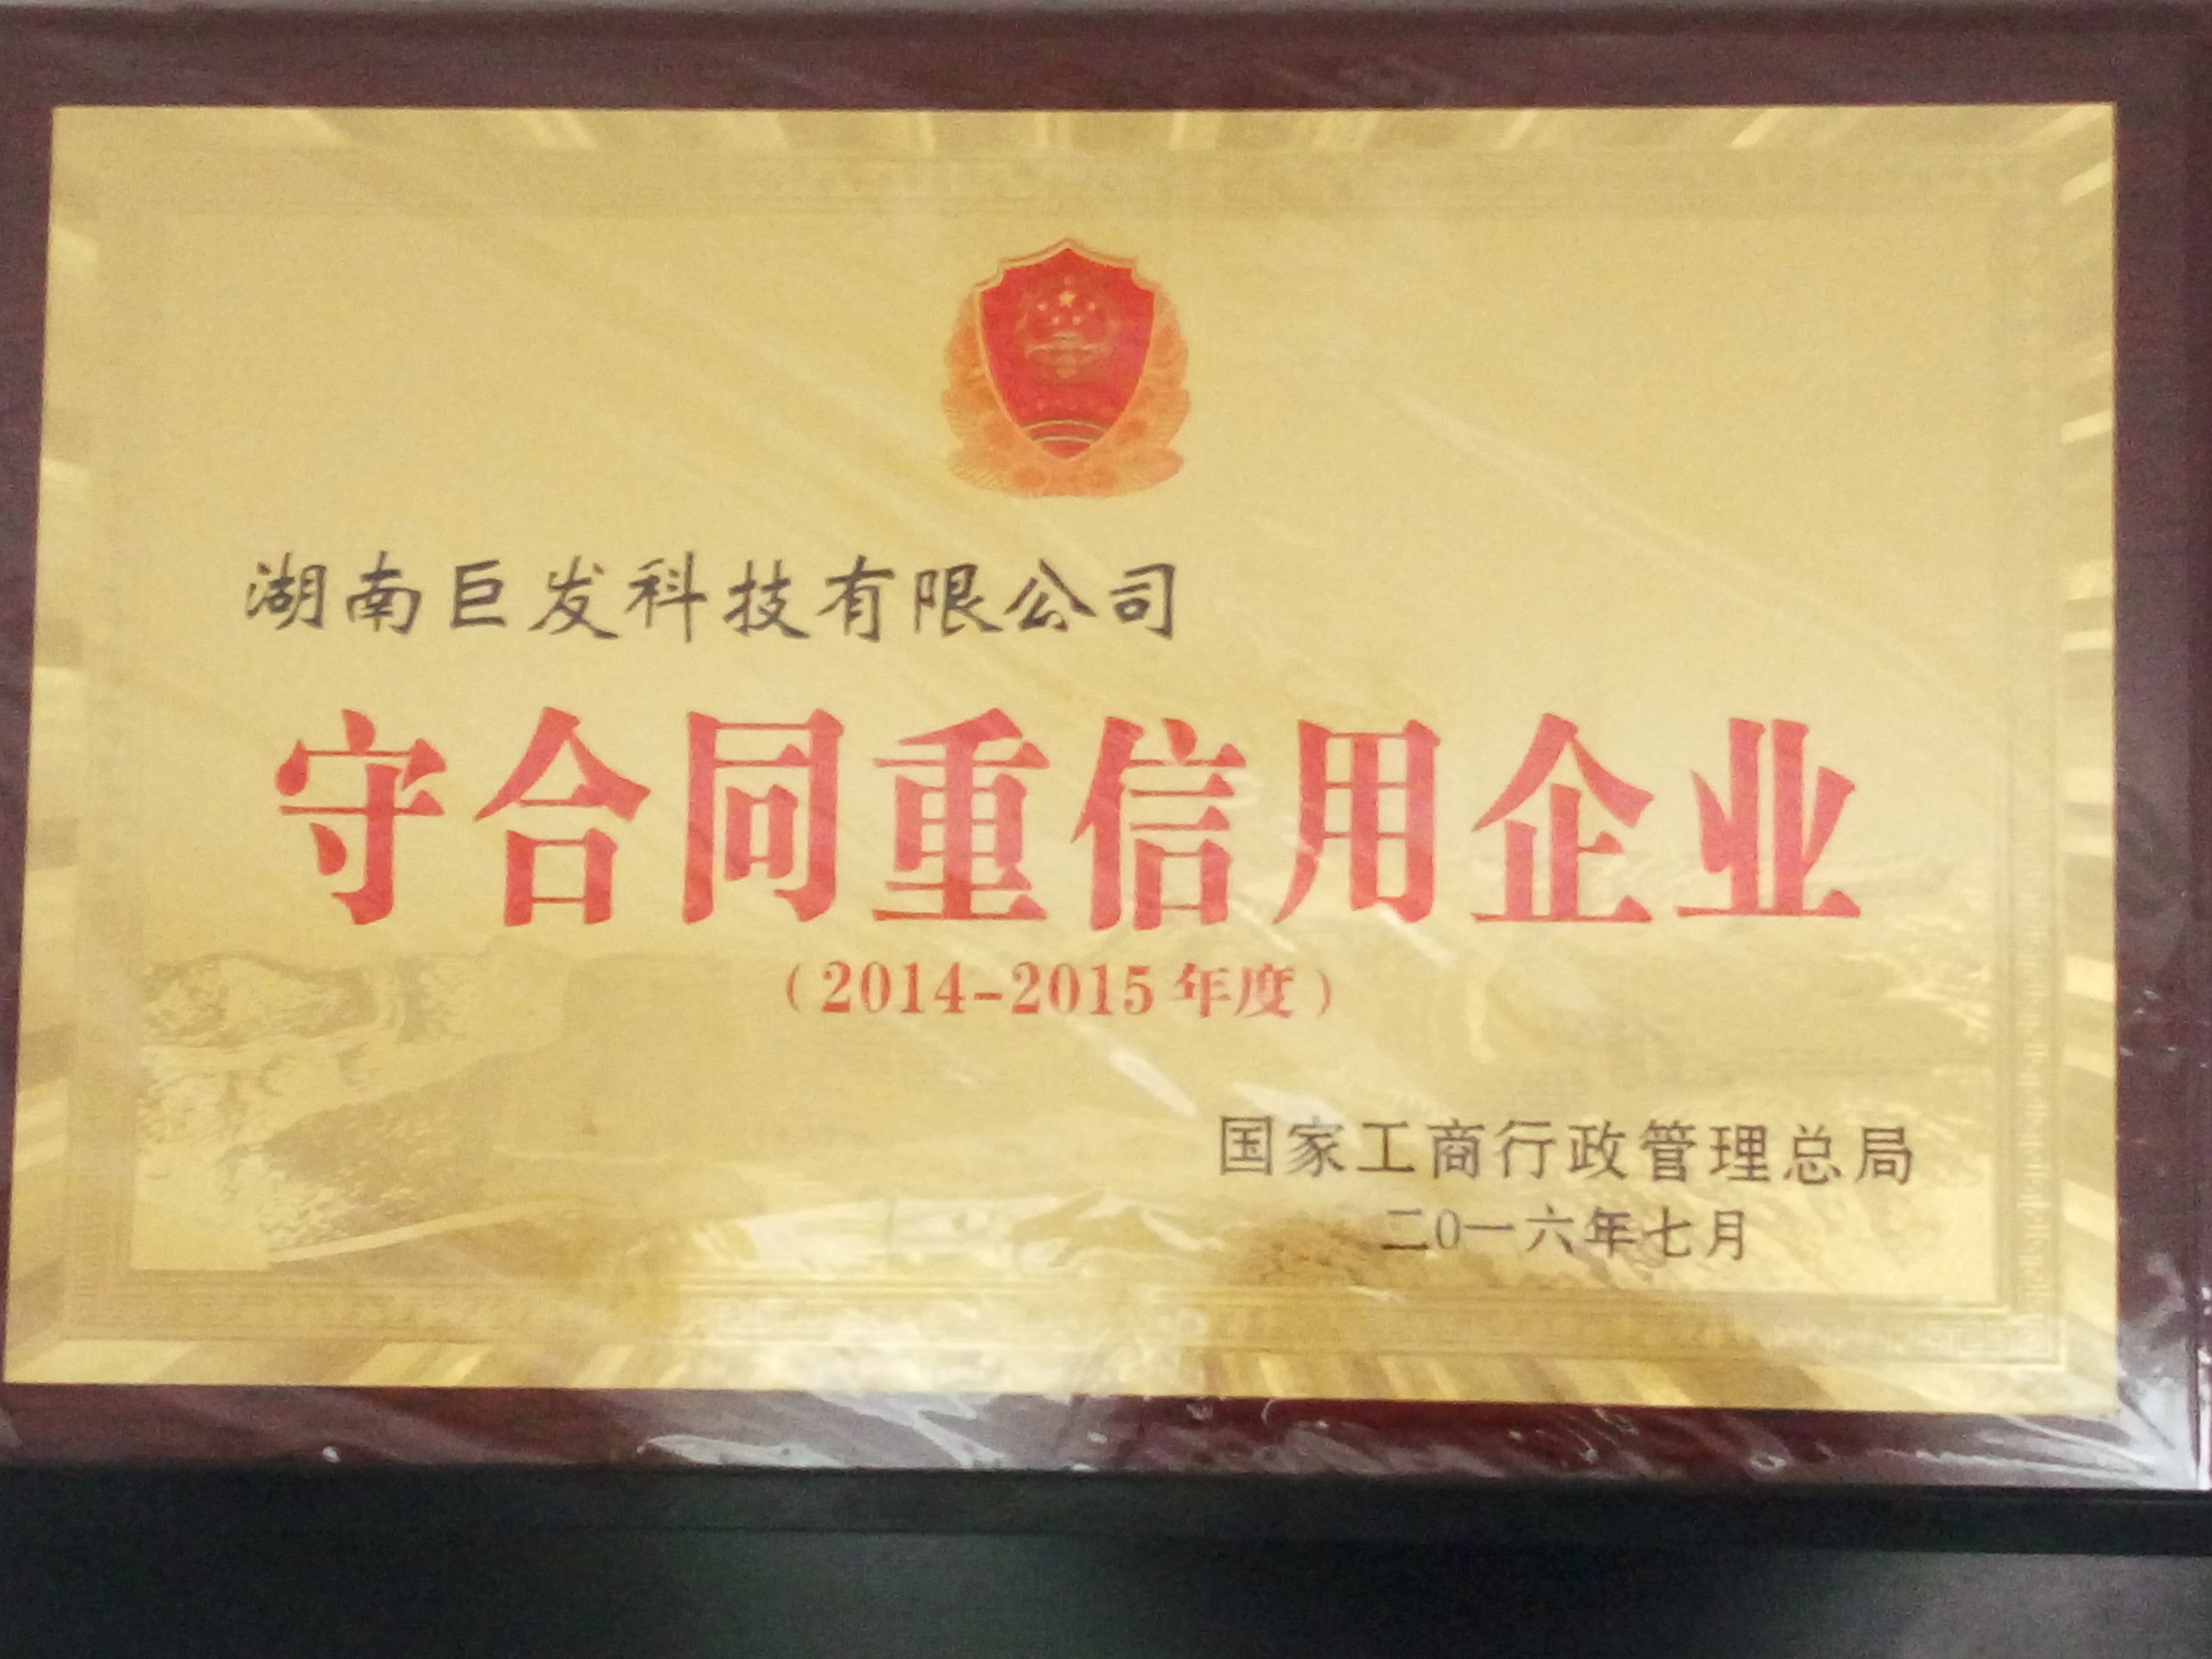 湖南巨发科技有限公司
守合同重信用企业
（2014-2015年度）
国家工商行政管理总局
二0一六年七月